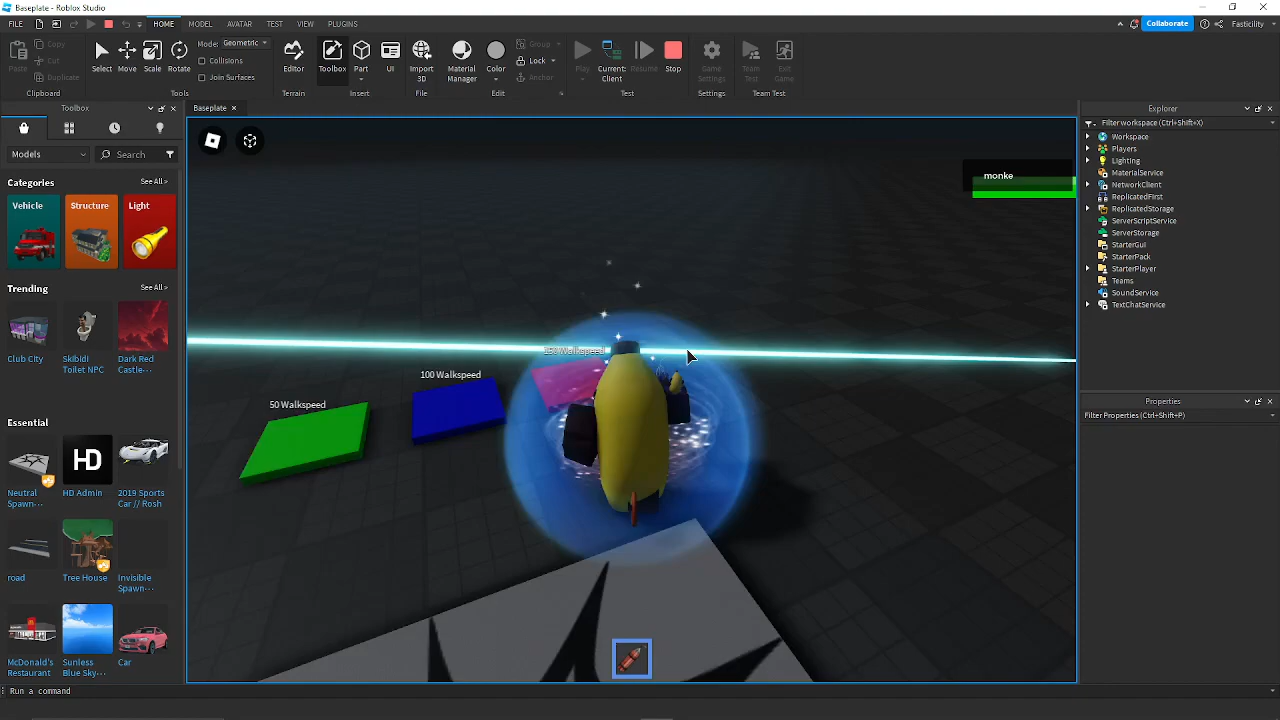 Baseplate - Roblox Studio
FILE HOME MODEL AVATAR TEST VIEW PLUGINS Collaborate Fasticility
Paste Copy Cut Duplicate Clipboard
Select Move Scale Rotate Mode: Geometric Collisions Join Surfaces Tools
Editor Terrain
Toolbox Part UI Insert
Import 3D File
Material Manager Color Group Lock Anchor Edit
Play Current: Client Resume Stop Test
Game Settings Settings
Team Test Exit Game Team Test
Toolbox
Baseplate
Models Search
Categories See All >
Vehicle Structure Light
Trending See All >
Club City
Skibidi Toilet NPC
Dark Red Castle···
Essential See All >
Neutral Spawn···
HD
HD Admin
2019 Sports Car // Rosh
road
Tree House
Invisible Spawn···
McDonald's Restaurant
Sunless Blue Sky···
Car
monke
150 Walkspeed
100 Walkspeed
50 Walkspeed
Explorer
Filter workspace (Ctrl+Shift+X)
Workspace
Players
Lighting
MaterialService
NetworkClient
ReplicatedFirst
ReplicatedStorage
ServerScriptService
ServerStorage
StarterGui
StarterPack
StarterPlayer
Teams
SoundService
TextChatService
Properties
Filter Properties (Ctrl+Shift+P)
Run a command